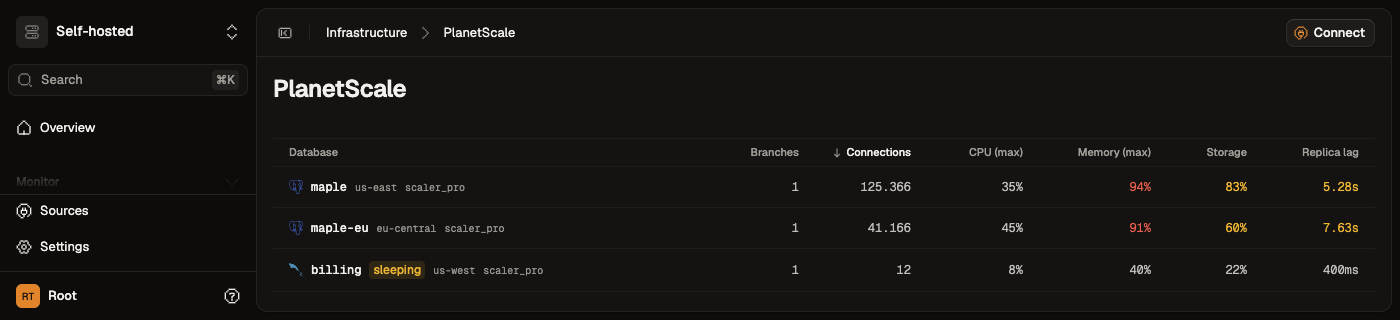 Self-hosted
Search ⌘K
Overview
Monitor
Sources
Settings
RT Root
Infrastructure PlanetScale
Connect
PlanetScale
Database Branches ↓ Connections CPU (max) Memory (max) Storage Replica lag
maple us-east scaler_pro 1 125.366 35% 94% 83% 5.28s
maple-eu eu-central scaler_pro 1 41.166 45% 91% 60% 7.63s
billing sleeping us-west scaler_pro 1 12 8% 40% 22% 400ms